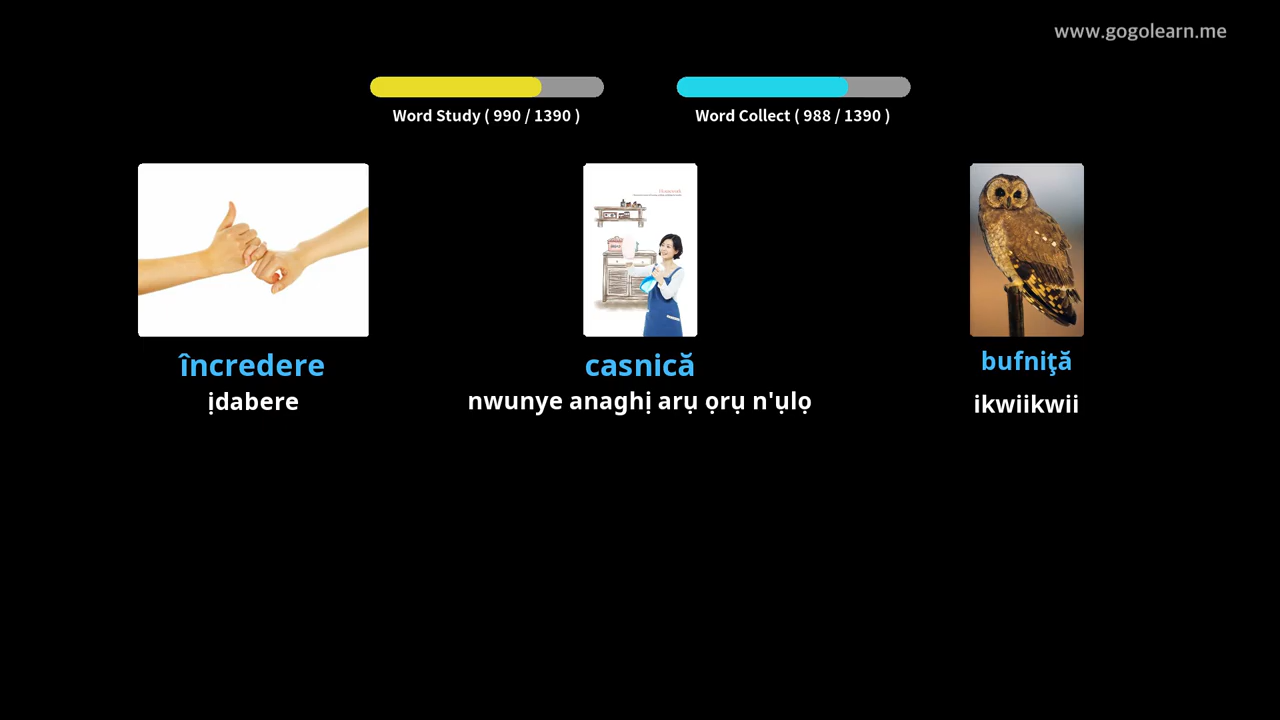 www.gogolearn.me
Word Study ( 990 / 1390 )
Word Collect ( 988 / 1390 )
încredere
ịdabere
casnică
nwunye anaghị arụ ọrụ n'ụlọ
bufniţă
ikwiikwii